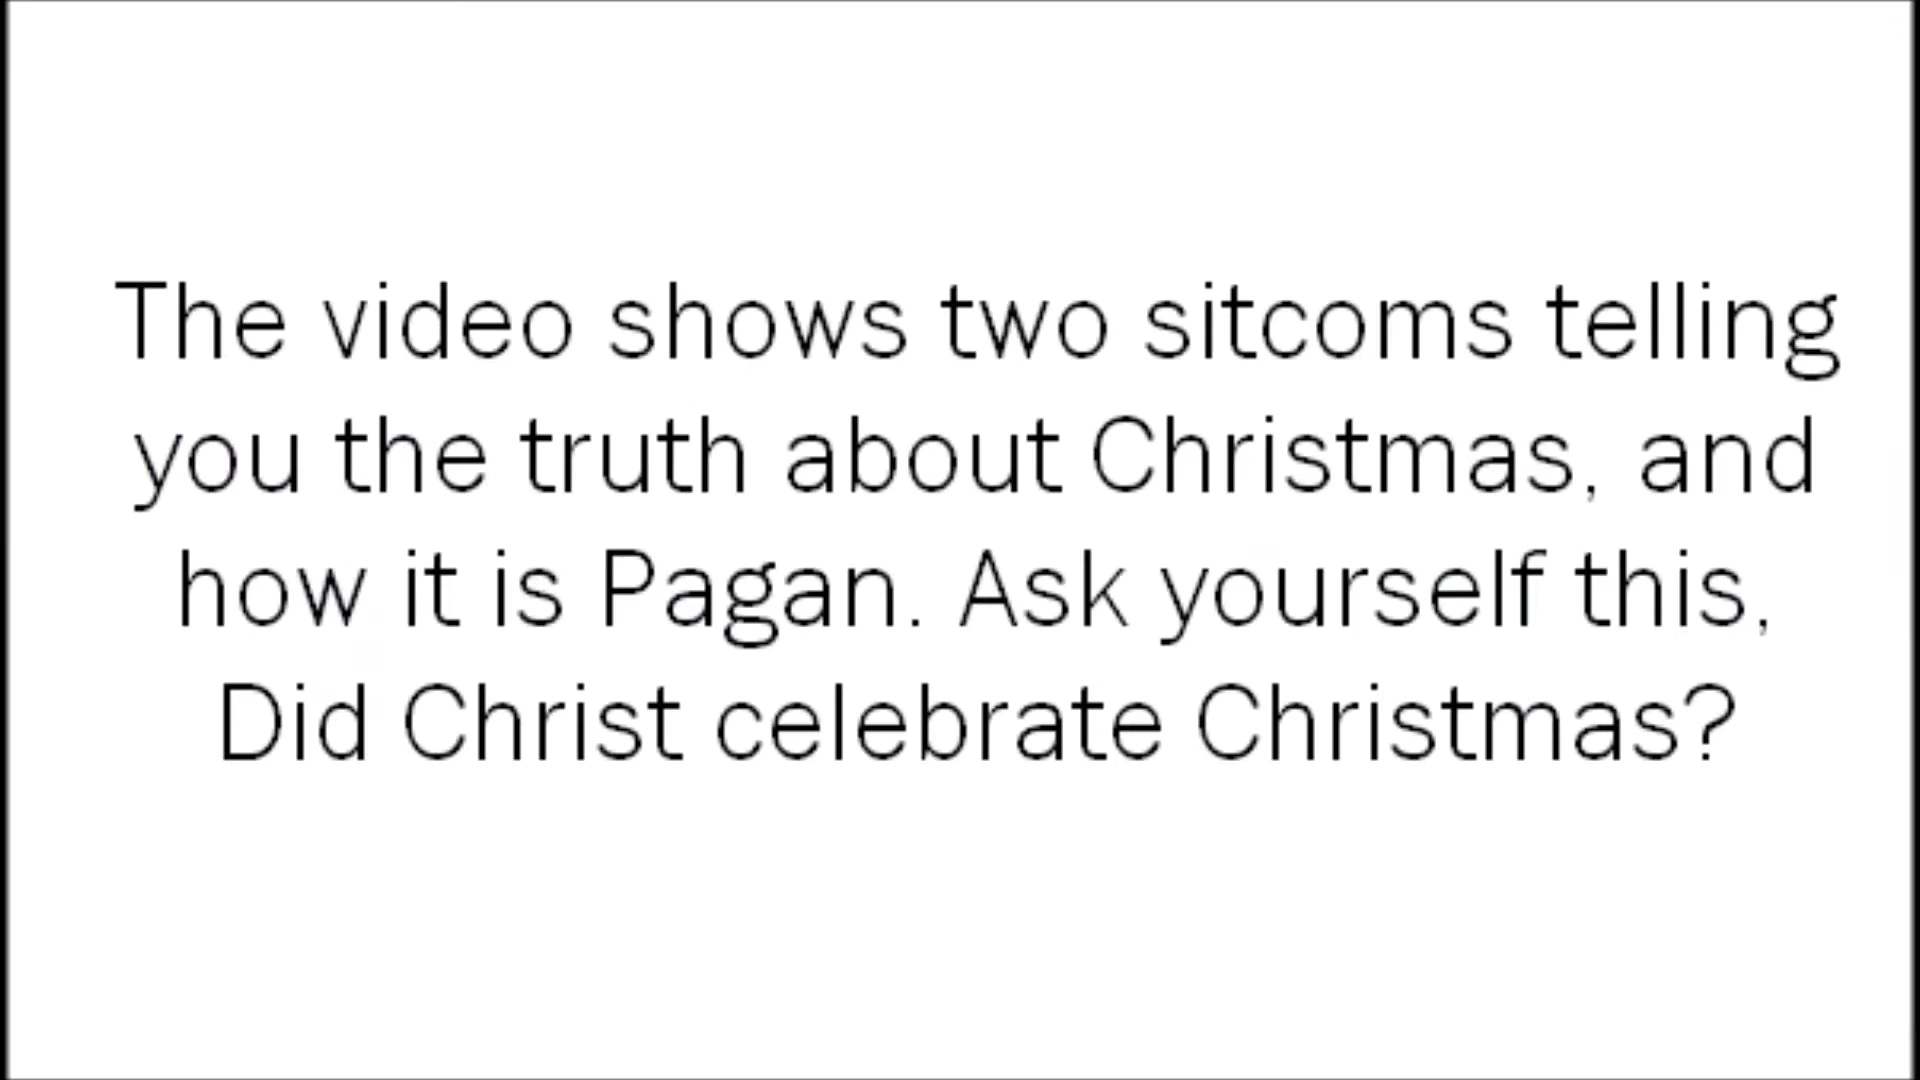 The video shows two sitcoms telling
you the truth about Christmas, and
how it is Pagan. Ask yourself this,
Did Christ celebrate Christmas?